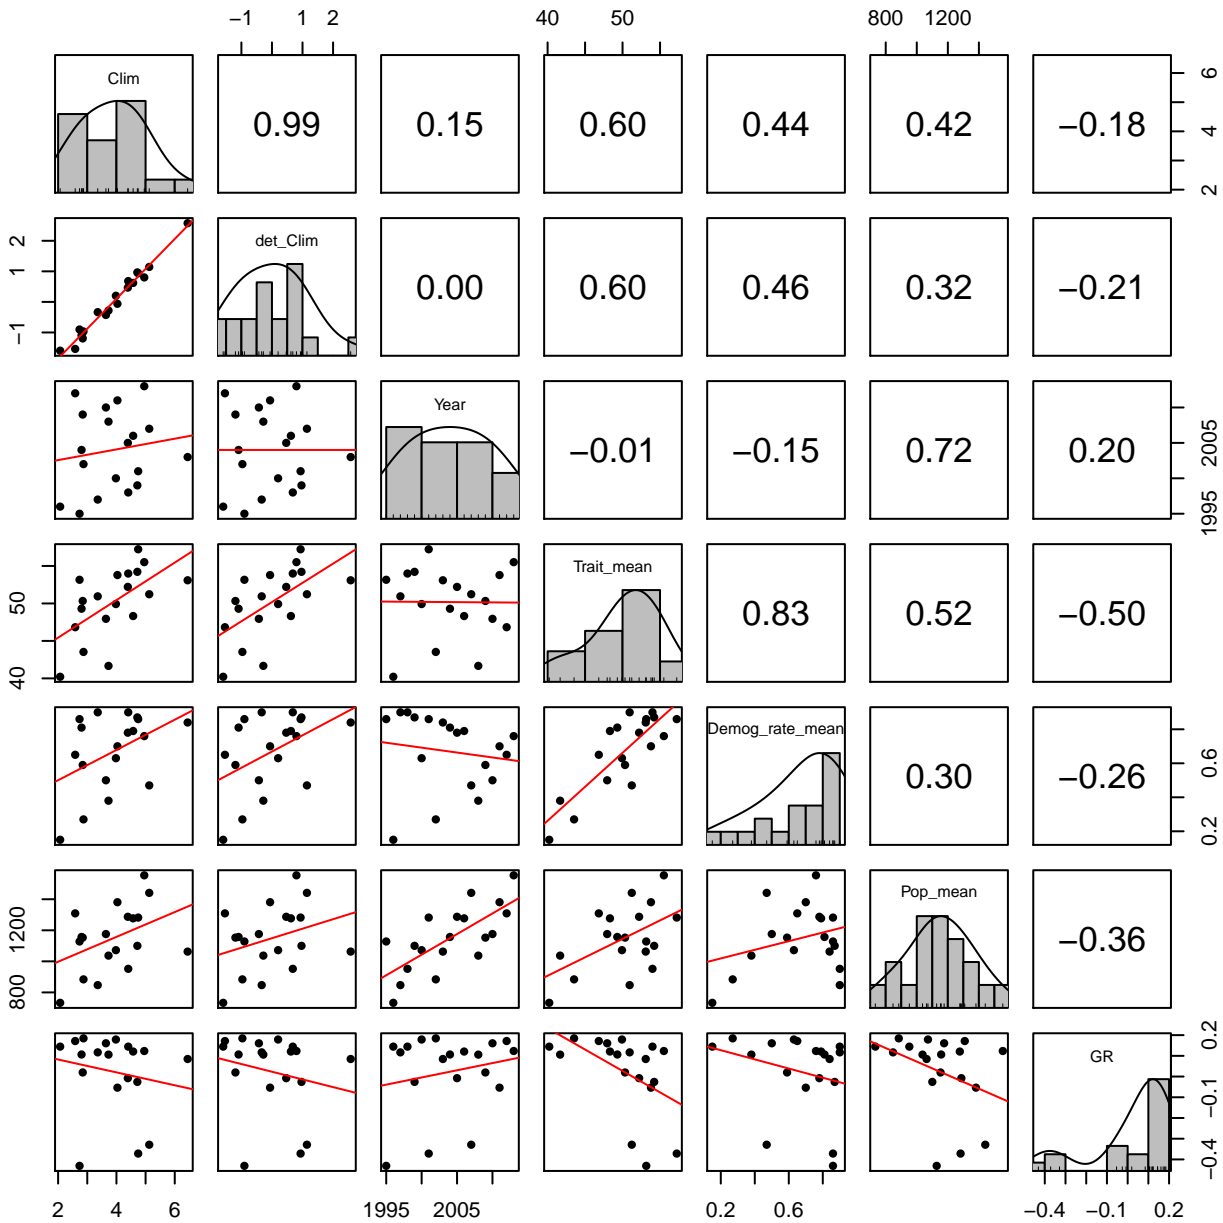 −1 1 2 40 50 800 1200
Clim 0.99 0.15 0.60 0.44 0.42 −0.18 2 4 6
−1 1 2 det_Clim 0.00 0.60 0.46 0.32 −0.21
Year −0.01 −0.15 0.72 0.20 1995 2005
40 50 Trait_mean 0.83 0.52 −0.50
Demog_rate_mean 0.30 −0.26 0.2 0.6
800 1200 Pop_mean −0.36
GR −0.4 −0.1 0.2
2 4 6 1995 2005 0.2 0.6 −0.4 −0.1 0.2